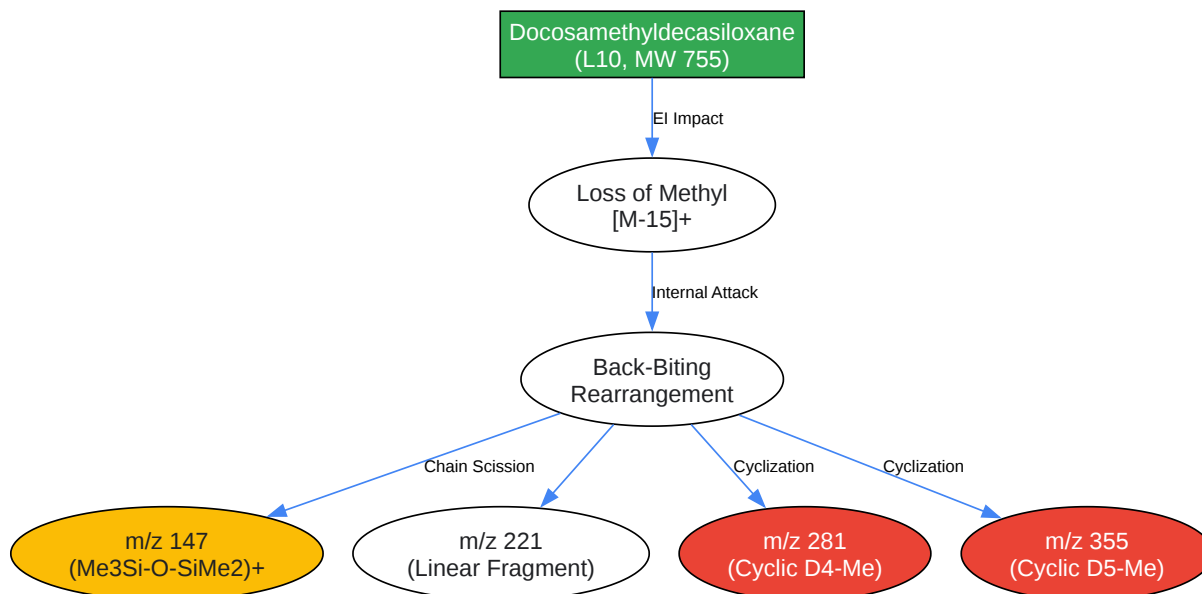 Docosamethyldecasiloxane
(L10, MW 755)
EI Impact
Loss of Methyl
[M-15]+
Internal Attack
Back-Biting
Rearrangement
Chain Scission
Cyclization
Cyclization
m/z 147
(Me3Si-O-SiMe2)+
m/z 221
(Linear Fragment)
m/z 281
(Cyclic D4-Me)
m/z 355
(Cyclic D5-Me)